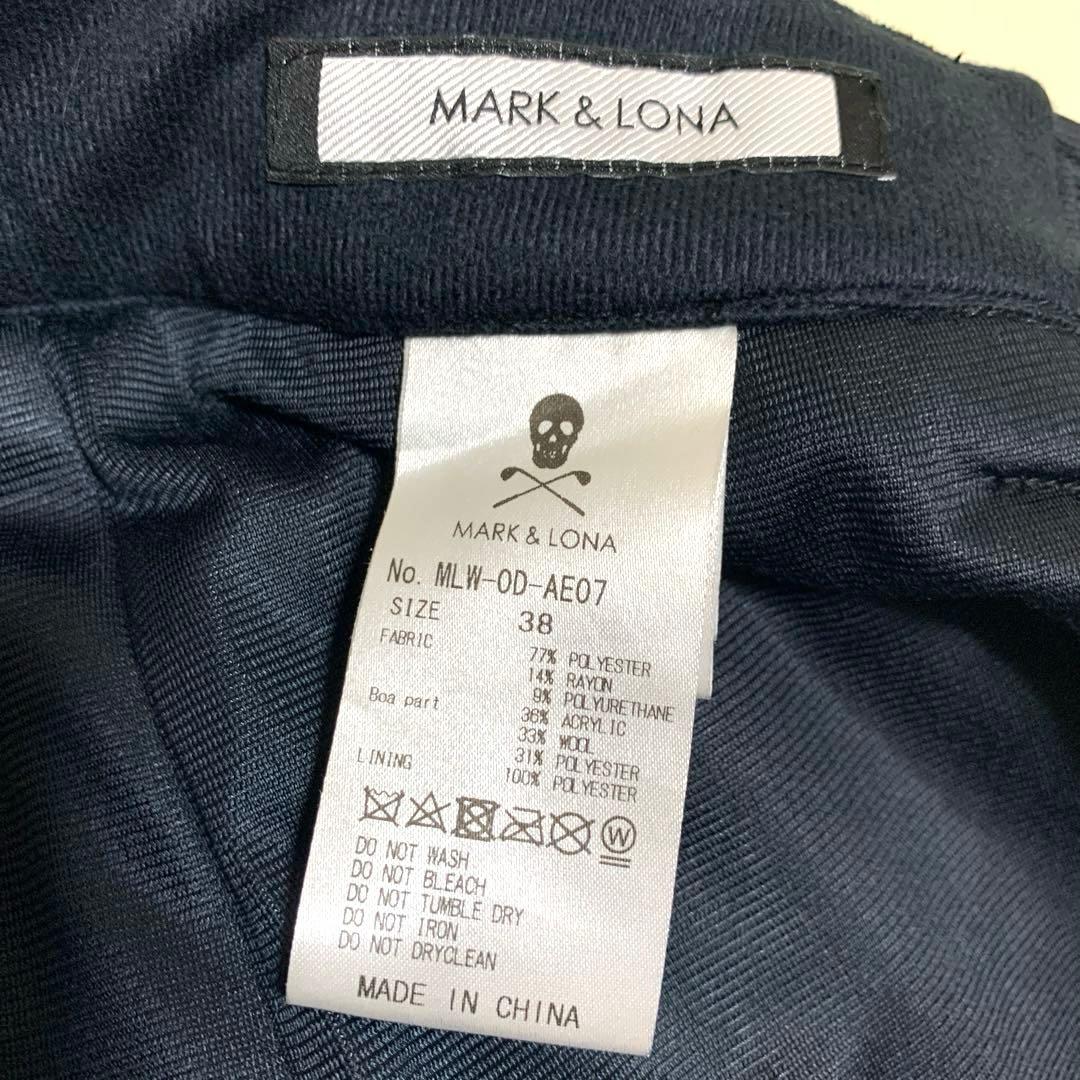 MARK & LONA
MARK & LONA
No. MLW-0D-AE07
SIZE 38
FABRIC 77% POLYESTER
14% RAYON
9% POLYURETHANE
Boa part 36% ACRYLIC
33% WOOL
31% POLYESTER
LINING 100% POLYESTER
W
DO NOT WASH
DO NOT BLEACH
DO NOT TUMBLE DRY
DO NOT IRON
DO NOT DRYCLEAN
MADE IN CHINA